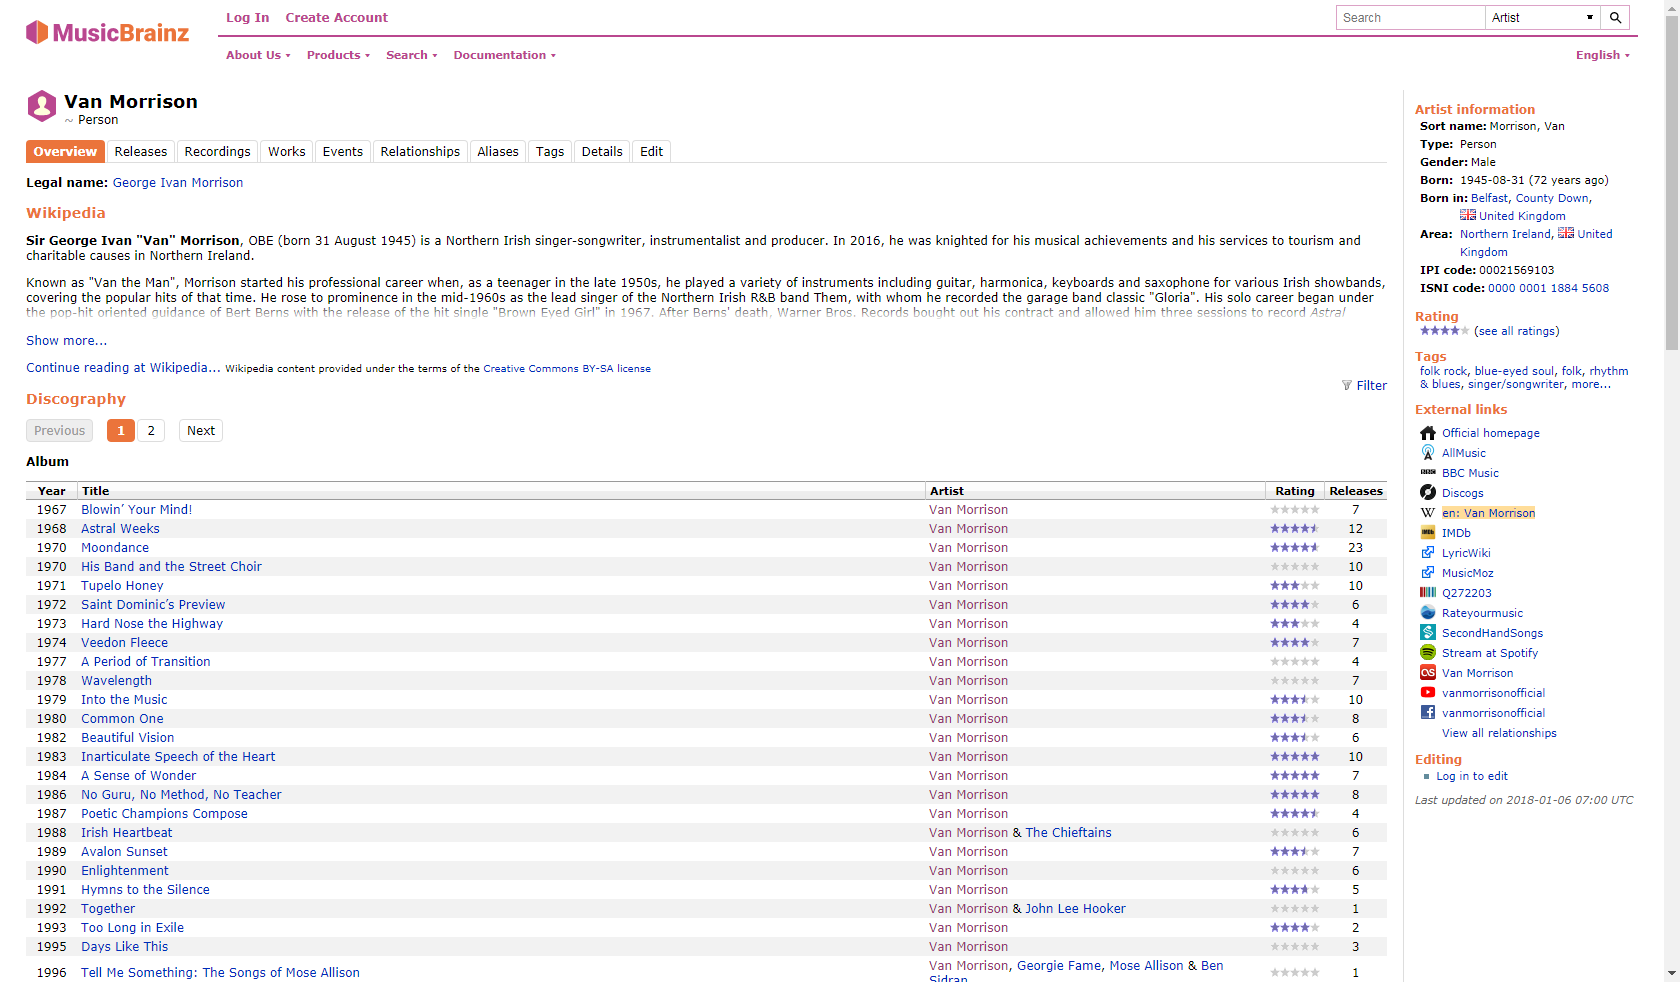 MusicBrainz
Log In Create Account
Search Artist
About Us Products Search Documentation
English
Van Morrison
~ Person
Overview Releases Recordings Works Events Relationships Aliases Tags Details Edit
Legal name: George Ivan Morrison
Wikipedia
Sir George Ivan "Van" Morrison, OBE (born 31 August 1945) is a Northern Irish singer-songwriter, instrumentalist and producer. In 2016, he was knighted for his musical achievements and his services to tourism and
charitable causes in Northern Ireland.
Known as "Van the Man", Morrison started his professional career when, as a teenager in the late 1950s, he played a variety of instruments including guitar, harmonica, keyboards and saxophone for various Irish showbands,
covering the popular hits of that time. He rose to prominence in the mid-1960s as the lead singer of the Northern Irish R&B band Them, with whom he recorded the garage band classic "Gloria". His solo career began under
the pop-hit oriented guidance of Bert Berns with the release of the hit single "Brown Eyed Girl" in 1967. After Berns' death, Warner Bros. Records bought out his contract and allowed him three sessions to record Astral
Show more...
Continue reading at Wikipedia... Wikipedia content provided under the terms of the Creative Commons BY-SA license
Filter
Discography
Previous 1 2 Next
Album
Year Title Artist Rating Releases
1967 Blowin’ Your Mind! Van Morrison 7
1968 Astral Weeks Van Morrison 12
1970 Moondance Van Morrison 23
1970 His Band and the Street Choir Van Morrison 10
1971 Tupelo Honey Van Morrison 10
1972 Saint Dominic’s Preview Van Morrison 6
1973 Hard Nose the Highway Van Morrison 4
1974 Veedon Fleece Van Morrison 7
1977 A Period of Transition Van Morrison 4
1978 Wavelength Van Morrison 7
1979 Into the Music Van Morrison 10
1980 Common One Van Morrison 8
1982 Beautiful Vision Van Morrison 6
1983 Inarticulate Speech of the Heart Van Morrison 10
1984 A Sense of Wonder Van Morrison 7
1986 No Guru, No Method, No Teacher Van Morrison 8
1987 Poetic Champions Compose Van Morrison 4
1988 Irish Heartbeat Van Morrison & The Chieftains 6
1989 Avalon Sunset Van Morrison 7
1990 Enlightenment Van Morrison 6
1991 Hymns to the Silence Van Morrison 5
1992 Together Van Morrison & John Lee Hooker 1
1993 Too Long in Exile Van Morrison 2
1995 Days Like This Van Morrison 3
1996 Tell Me Something: The Songs of Mose Allison Van Morrison, Georgie Fame, Mose Allison & Ben 1
Sidran
Artist information
Sort name: Morrison, Van
Type: Person
Gender: Male
Born: 1945-08-31 (72 years ago)
Born in: Belfast, County Down,
United Kingdom
Area: Northern Ireland, United
Kingdom
IPI code: 00021569103
ISNI code: 0000 0001 1884 5608
Rating
(see all ratings)
Tags
folk rock, blue-eyed soul, folk, rhythm
& blues, singer/songwriter, more...
External links
Official homepage
AllMusic
BBC Music
Discogs
W en: Van Morrison
IMDb IMDb
LyricWiki
MusicMoz
Q272203
Rateyourmusic
SecondHandSongs
Stream at Spotify
Van Morrison
vanmorrisonofficial
vanmorrisonofficial
View all relationships
Editing
Log in to edit
Last updated on 2018-01-06 07:00 UTC